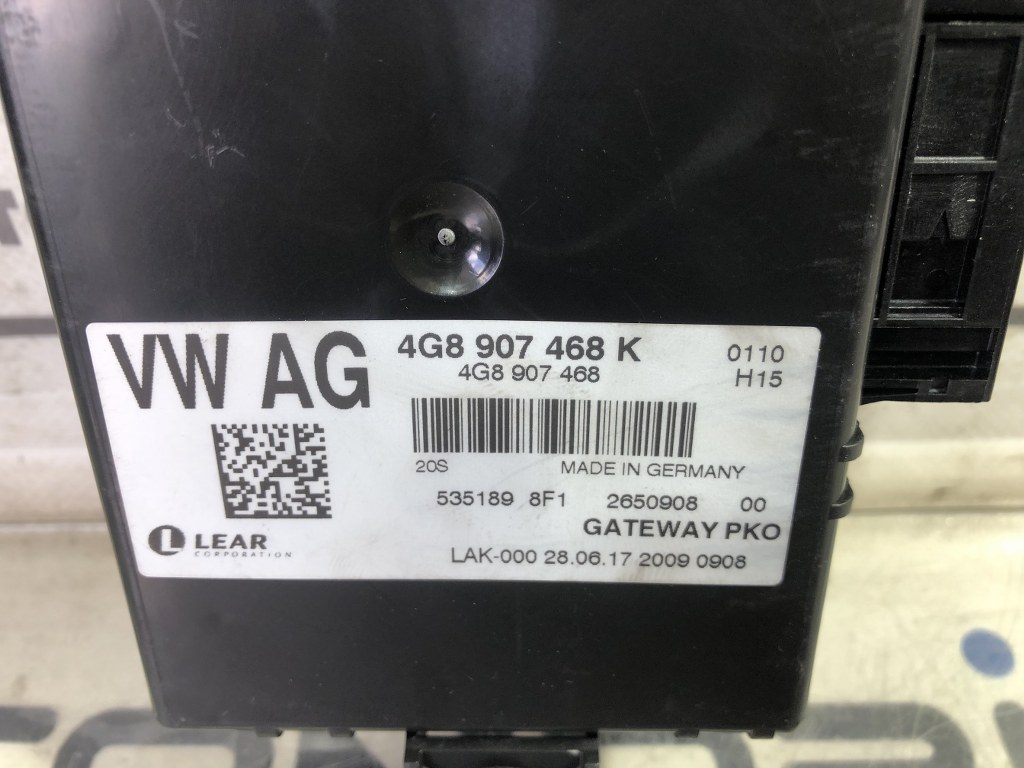 VW AG
4G8 907 468 K
4G8 907 468
0110
H15
20S MADE IN GERMANY
535189 8F1 2650908 00
GATEWAY PKO
LEAR
CORPORATION
LAK-000 28.06.17 2009 0908